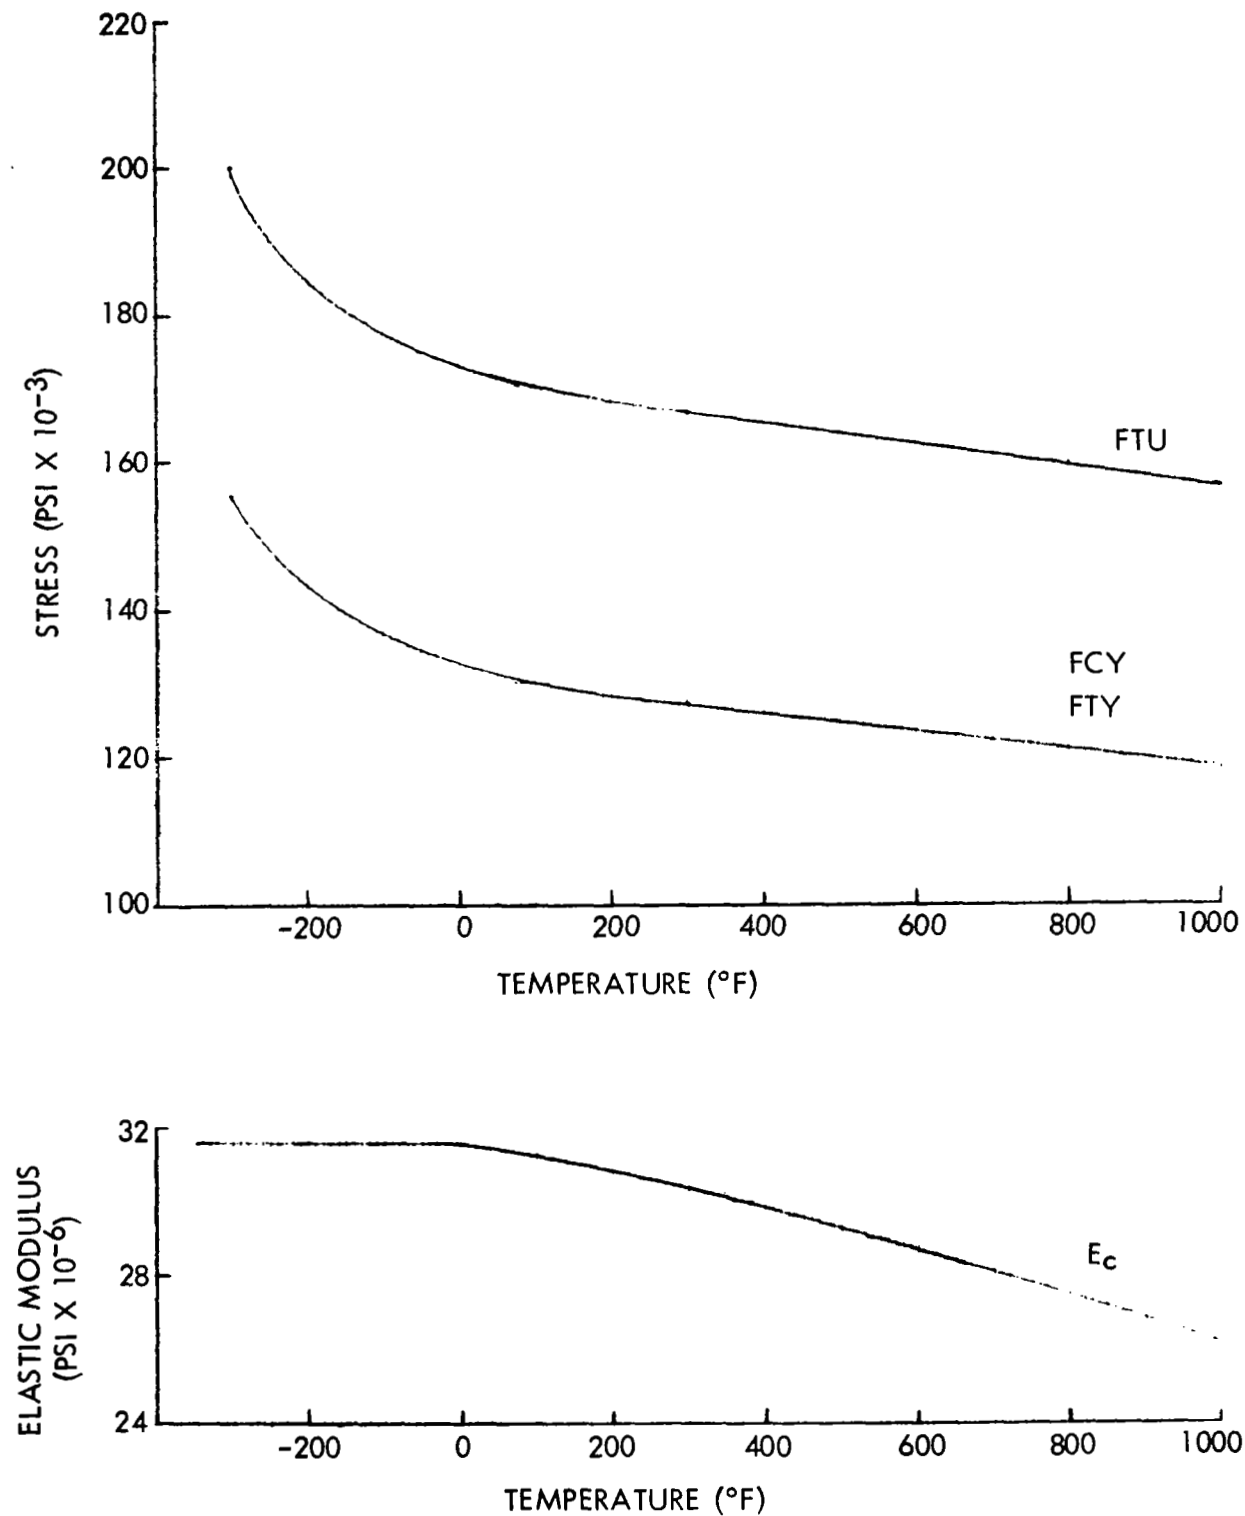 220
200
180
160
140
120
100
STRESS (PSI X 10-3)
FTU
FCY
FTY
-200 0 200 400 600 800 1000
TEMPERATURE (°F)
32
28
24
ELASTIC MODULUS
(PSI X 10-6)
Ec
-200 0 200 400 600 800 1000
TEMPERATURE (°F)